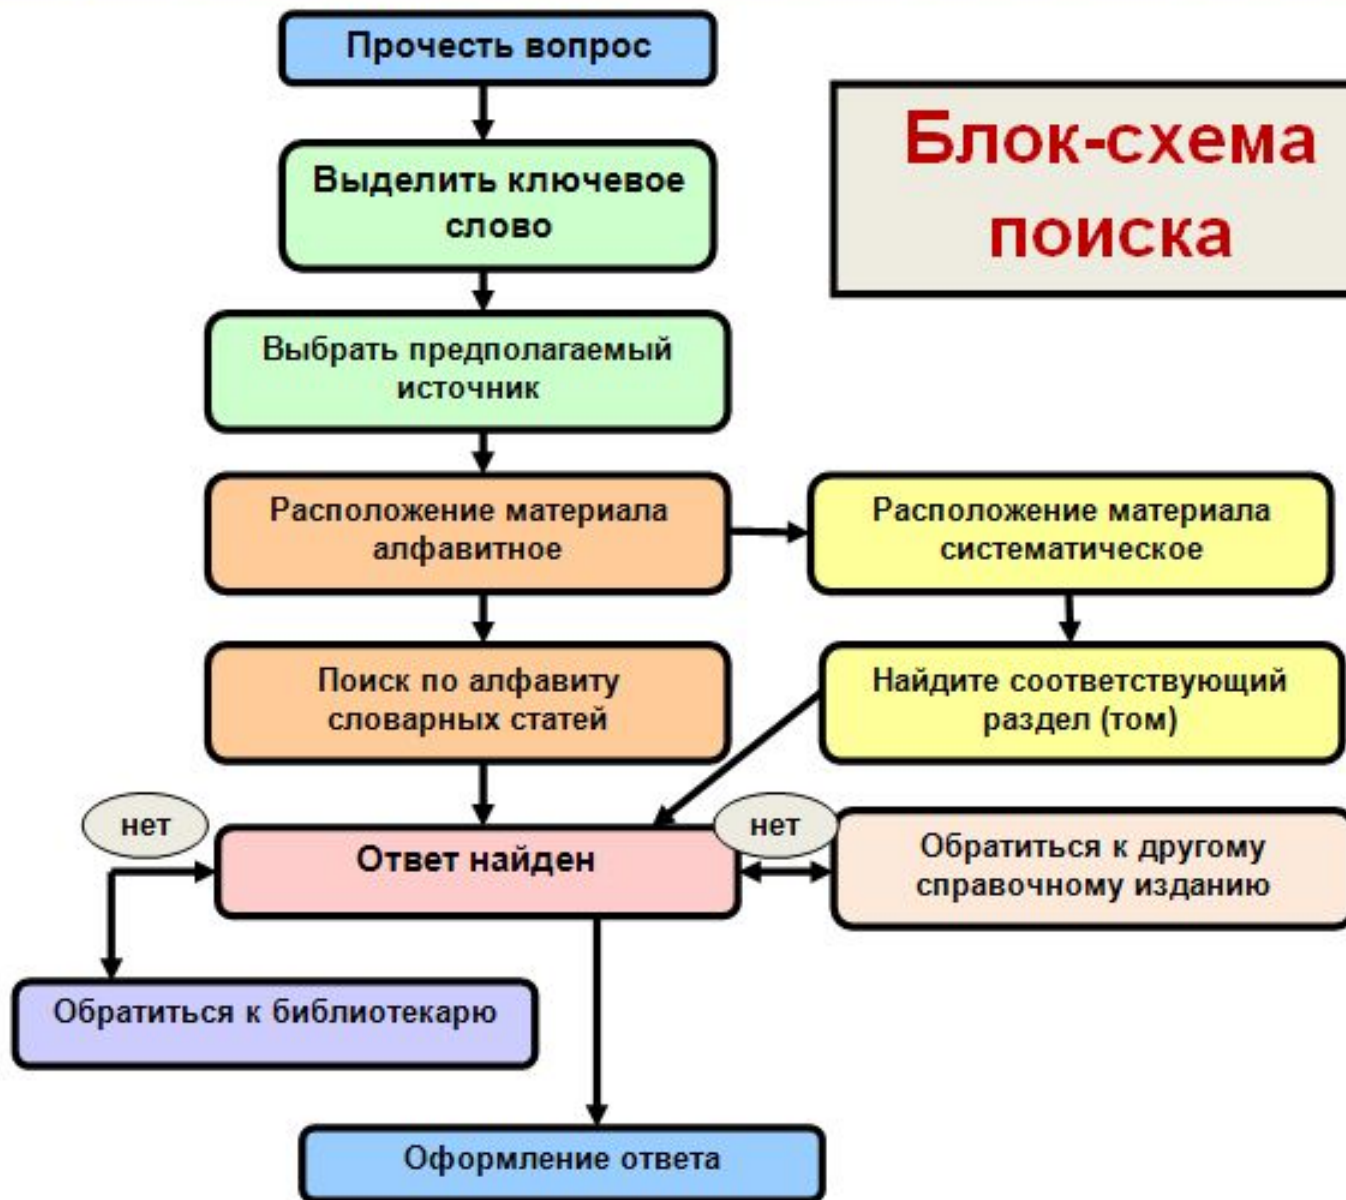 Прочесть вопрос
Блок-схема
поиска
Выделить ключевое
слово
Выбрать предполагаемый
источник
Расположение материала
алфавитное
Расположение материала
систематическое
Поиск по алфавиту
словарных статей
Найдите соответствующий
раздел (том)
нет
Ответ найден
нет
Обратиться к другому
справочному изданию
Обратиться к библиотекарю
Оформление ответа